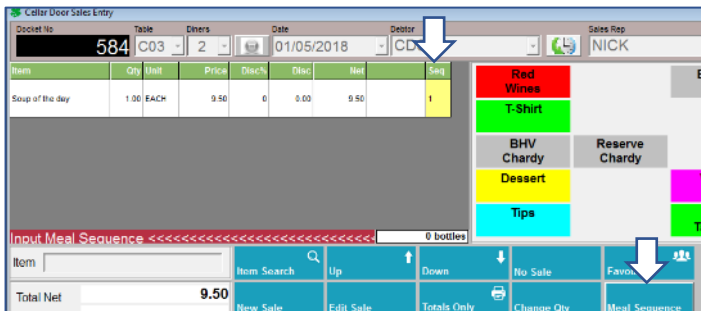 Cellar Door Sales Entry
Docket No Table Diners Date Debtor Sales Rep
584 C03 2 01/05/2018 CD NICK
Item Qty Unit Price Disc% Disc Net Seq
Soup of the day 1.00 EACH 9.50 0 0.00 9.50 1
Red
Wines
T-Shirt
BHV
Chardy
Reserve
Chardy
Dessert
Tips
Input Meal Sequence <<<<<<<<<<<<<<<<<<<<<<<<<<<< 0 bottles
Item
Item Search Up Down No Sale
Total Net 9.50
New Sale Edit Sale Totals Only Change Qty Meal Sequence